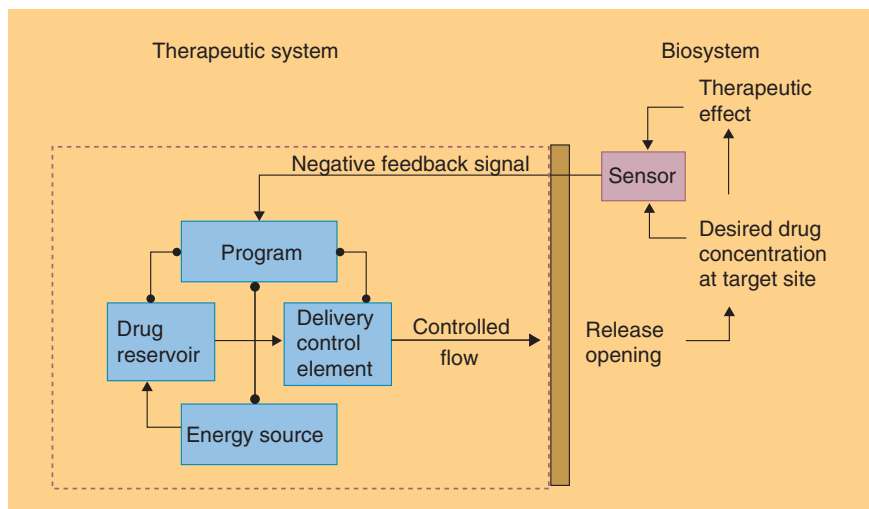 Therapeutic system
Biosystem
Therapeutic
effect
Negative feedback signal
Sensor
Program
Desired drug
concentration
at target site
Drug
reservoir
Delivery
control
element
Controlled
flow
Release
opening
Energy source